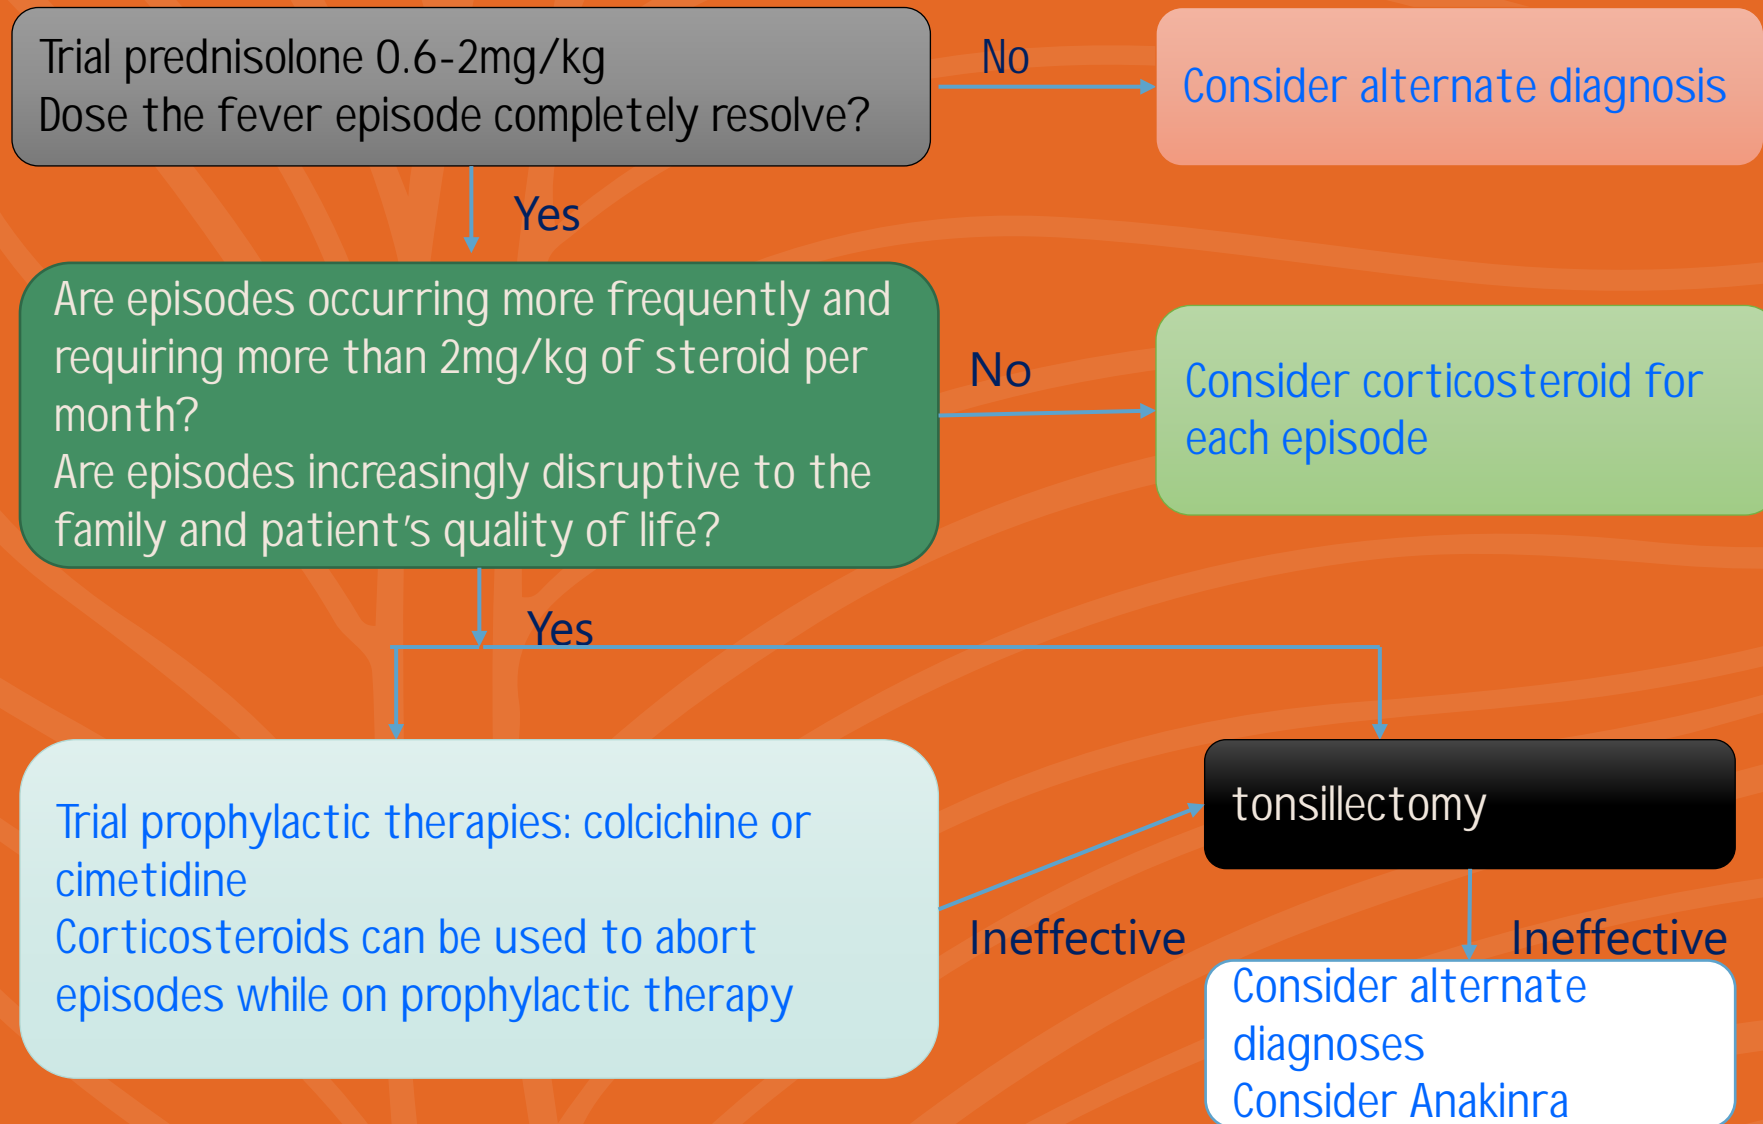 Trial prednisolone 0.6-2mg/kg
Dose the fever episode completely resolve?
No
Consider alternate diagnosis
Yes
Are episodes occurring more frequently and
requiring more than 2mg/kg of steroid per
month?
Are episodes increasingly disruptive to the
family and patient's quality of life?
No
Consider corticosteroid for
each episode
Yes
Trial prophylactic therapies: colcichine or
cimetidine
Corticosteroids can be used to abort
episodes while on prophylactic therapy
Ineffective
tonsillectomy
Ineffective
Consider alternate
diagnoses
Consider Anakinra